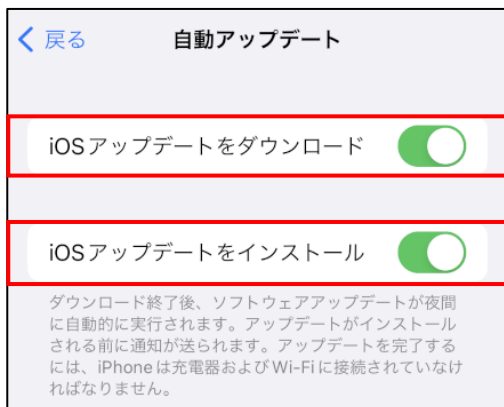 戻る 自動アップデート
iOSアップデートをダウンロード
iOSアップデートをインストール
ダウンロード終了後、ソフトウェアアップデートが夜間
に自動的に実行されます。アップデートがインストール
される前に通知が送られます。アップデートを完了する
には、iPhoneは充電器およびWi-Fiに接続されていなけ
ればなりません。